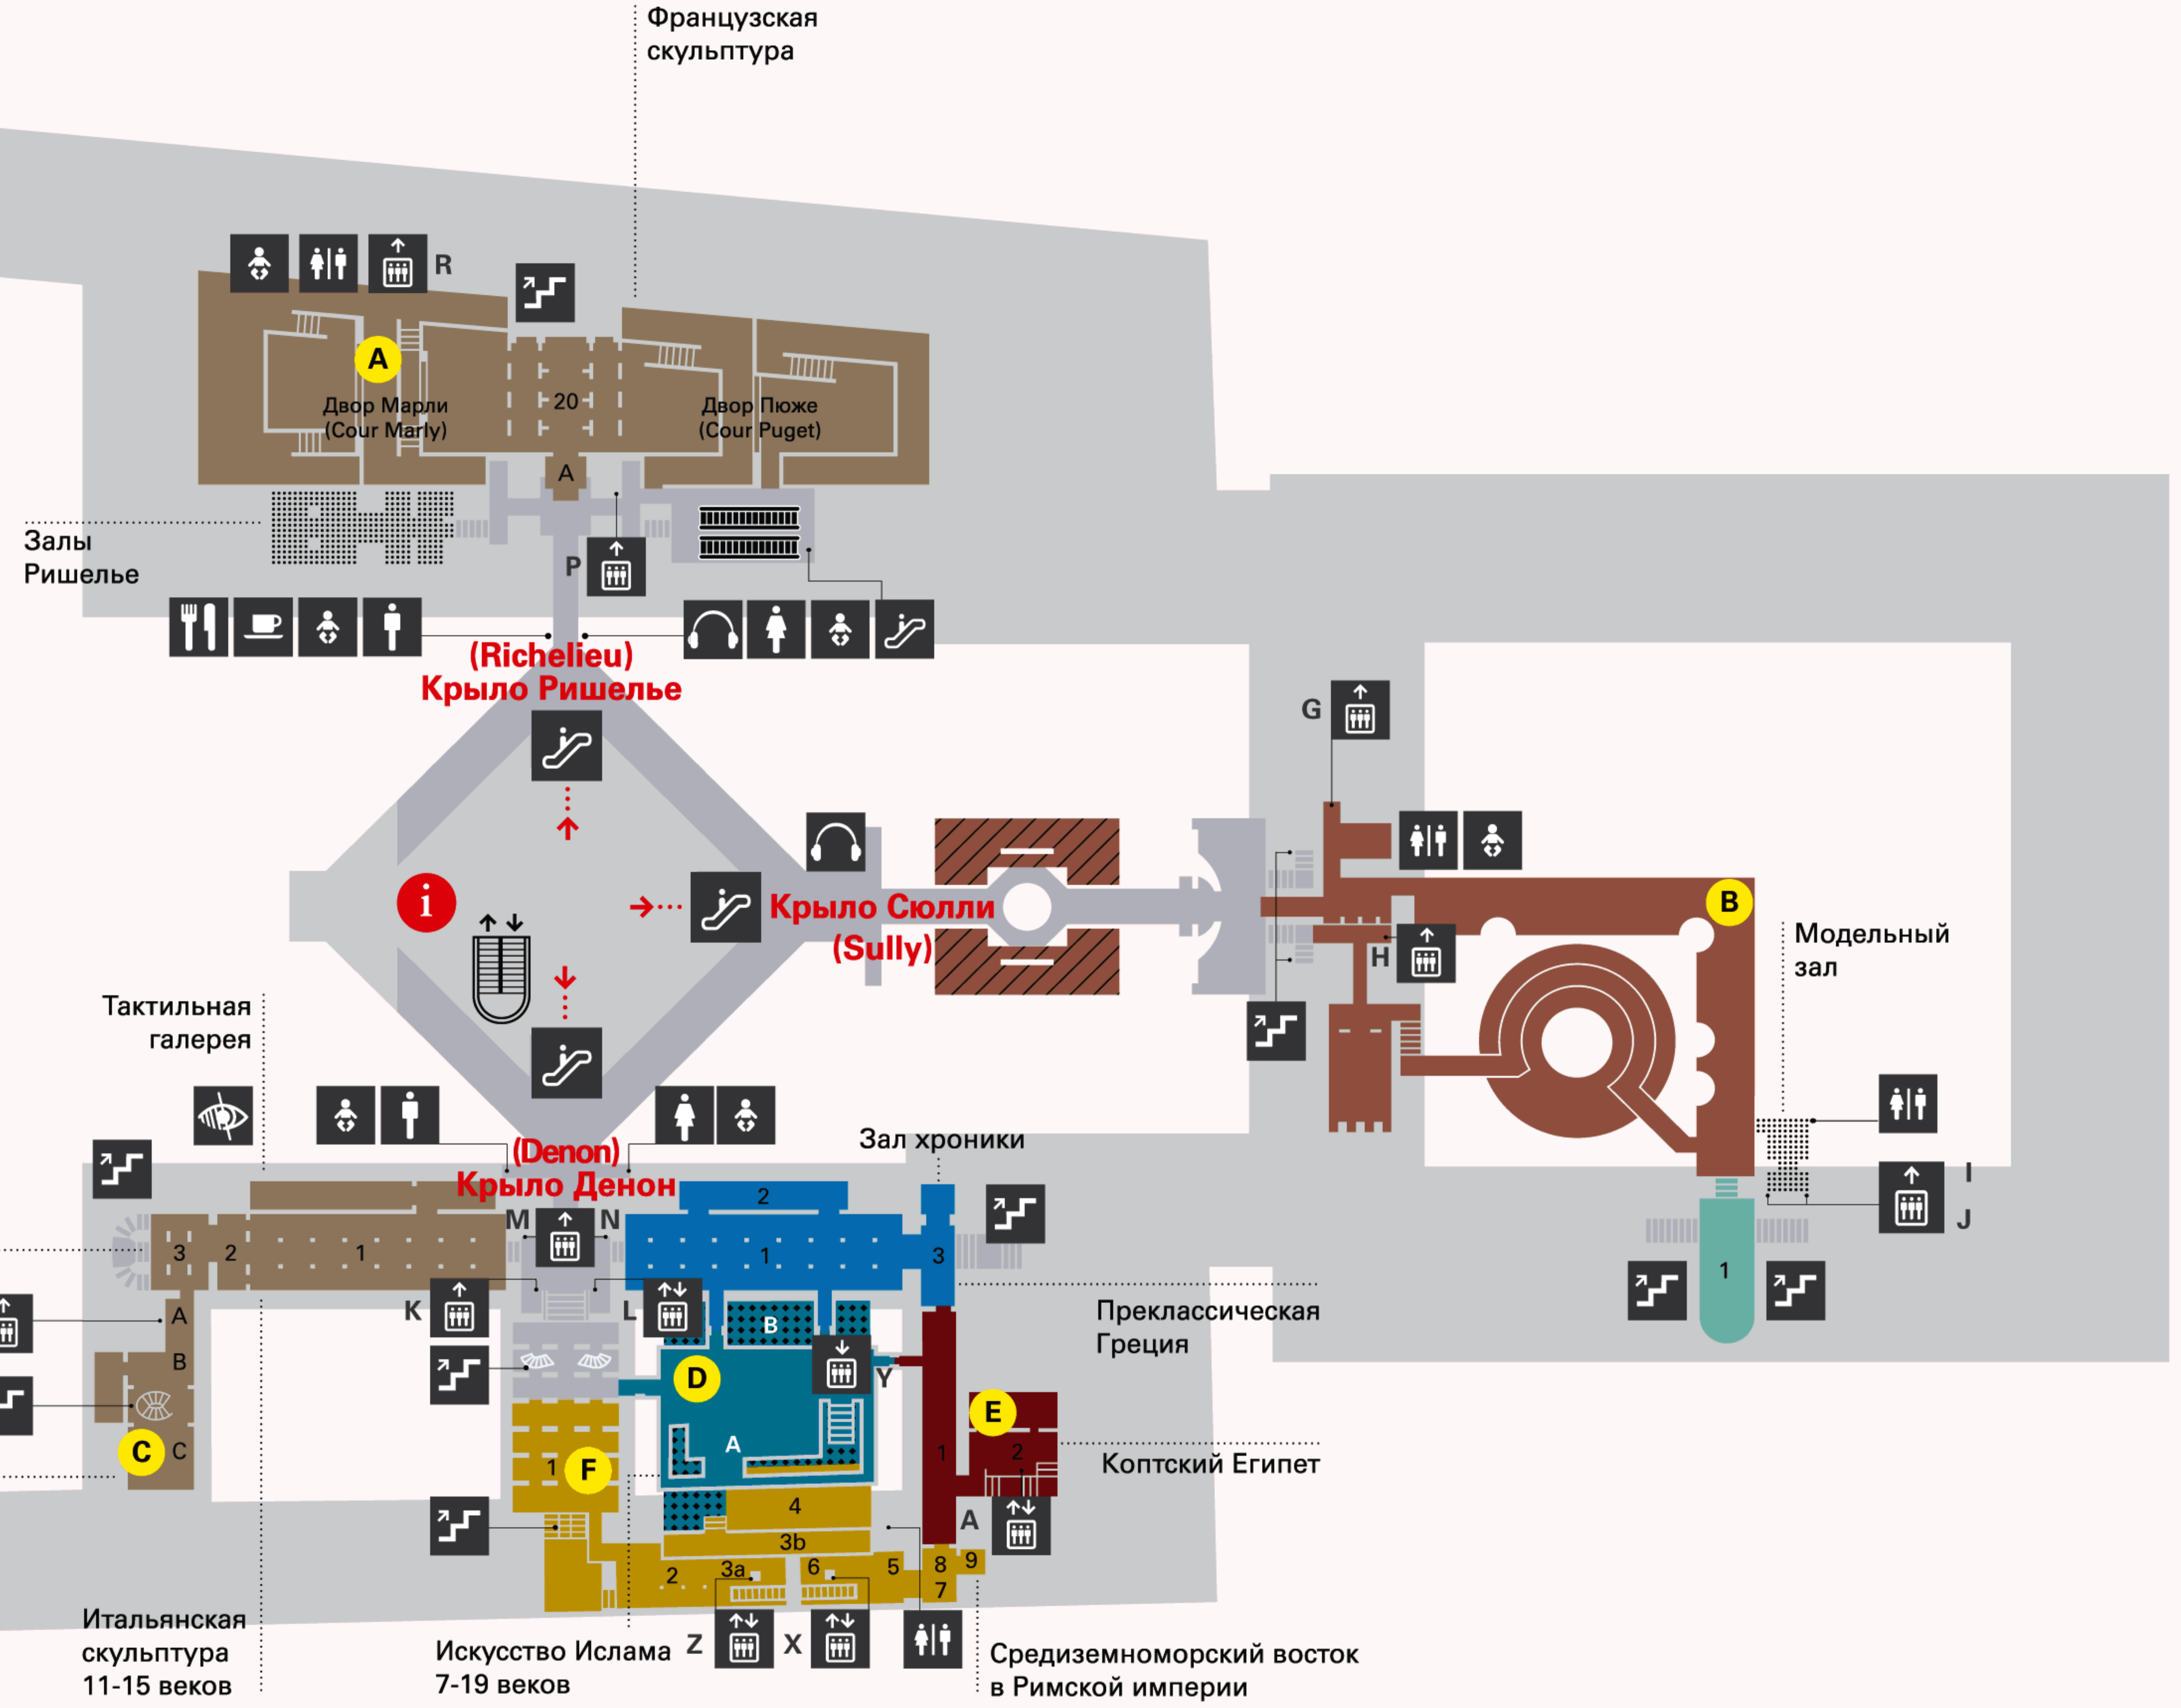 Французская
скульптура
R
A
20
Двор Марли
(Cour Marly)
Двор Пюже
(Cour Puget)
A
Залы
Ришелье
P
(Richelieu)
Крыло Ришелье
G
i
Крыло Сюлли
(Sully)
B
H
Модельный
зал
Тактильная
галерея
(Denon)
Крыло Денон
Зал хроники
I
J
M
N
2
3
2
1
1
3
1
K
L
A
B
B
C
C
Преклассическая
Греция
D
Y
E
A
1
2
1
F
Коптский Египет
4
A
3b
2
3a
6
5
8
9
7
Итальянская
скульптура
11-15 веков
Искусство Ислама
7-19 веков
Z
X
Средиземноморский восток
в Римской империи